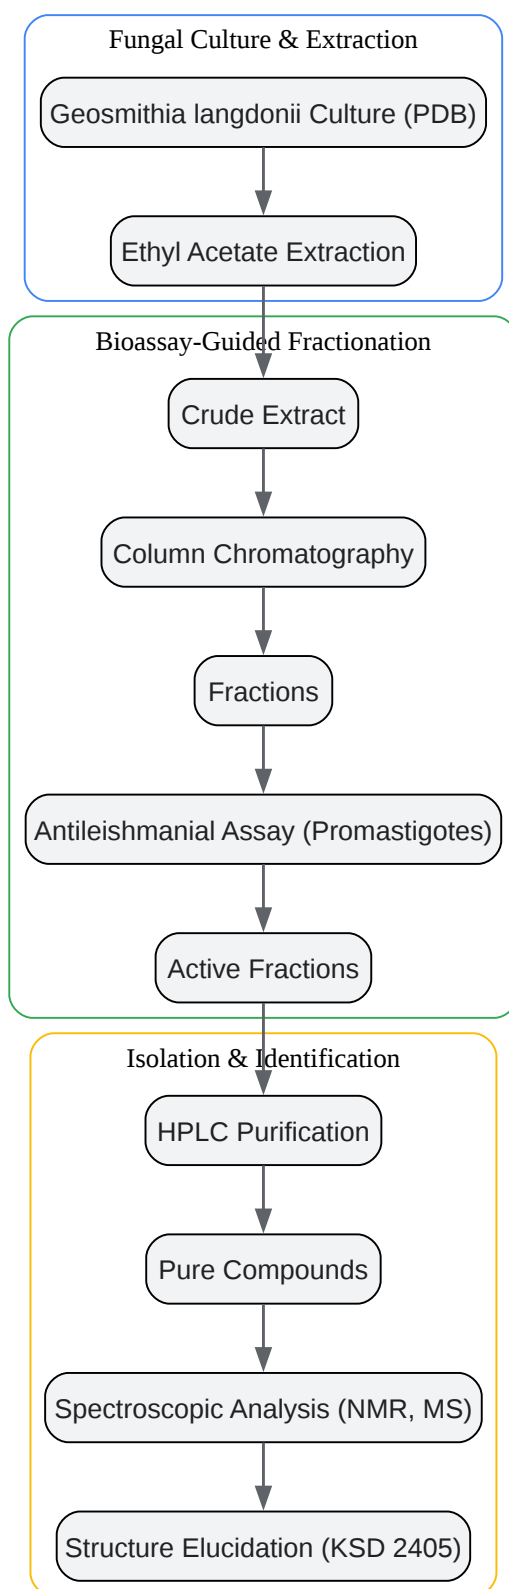 Fungal Culture & Extraction
Geosmithia langdonii Culture (PDB)
Ethyl Acetate Extraction
Bioassay-Guided Fractionation
Crude Extract
Column Chromatography
Fractions
Antileishmanial Assay (Promastigotes)
Active Fractions
Isolation & Identification
HPLC Purification
Pure Compounds
Spectroscopic Analysis (NMR, MS)
Structure Elucidation (KSD 2405)